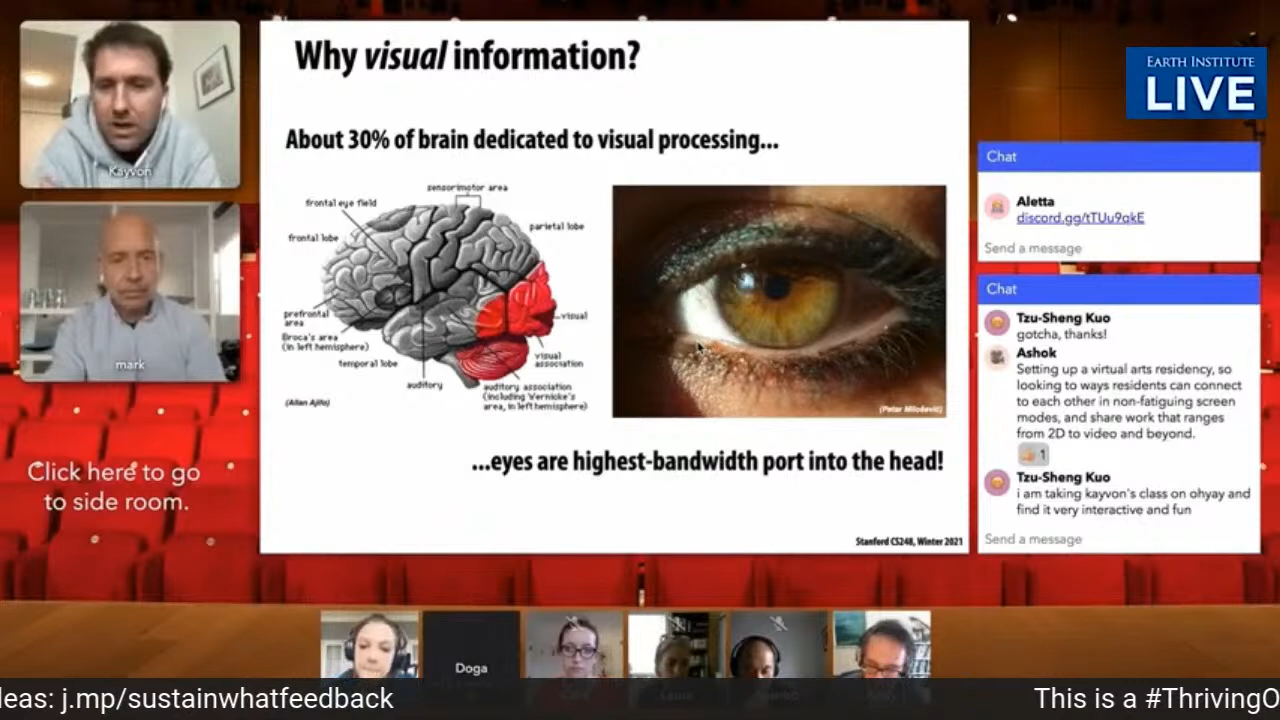 Kayvon
mark
Click here to go
to side room.
Why visual information?
About 30% of brain dedicated to visual processing...
sensorimotor area
frontal eye field
parietal lobe
frontal lobe
prefrontal
area
visual
Broca's area
(in left hemisphere)
visual
association
temporal lobe
auditory
auditory association
(including Wernicke's
area, in left hemisphere)
(Allan Ajifo)
(Petar Milošević)
...eyes are highest-bandwidth port into the head!
Stanford CS248, Winter 2021
EARTH INSTITUTE
LIVE
Chat
Aletta
discord.gg/tTUu9qkE
Send a message
Chat
Tzu-Sheng Kuo
gotcha, thanks!
Ashok
Setting up a virtual arts residency, so
looking to ways residents can connect
to each other in non-fatiguing screen
modes, and share work that ranges
from 2D to video and beyond.
1
Tzu-Sheng Kuo
i am taking kayvon's class on ohyay and
find it very interactive and fun
Send a message
Doga
leas: j.mp/sustainwhatfeedback
This is a #ThrivingO